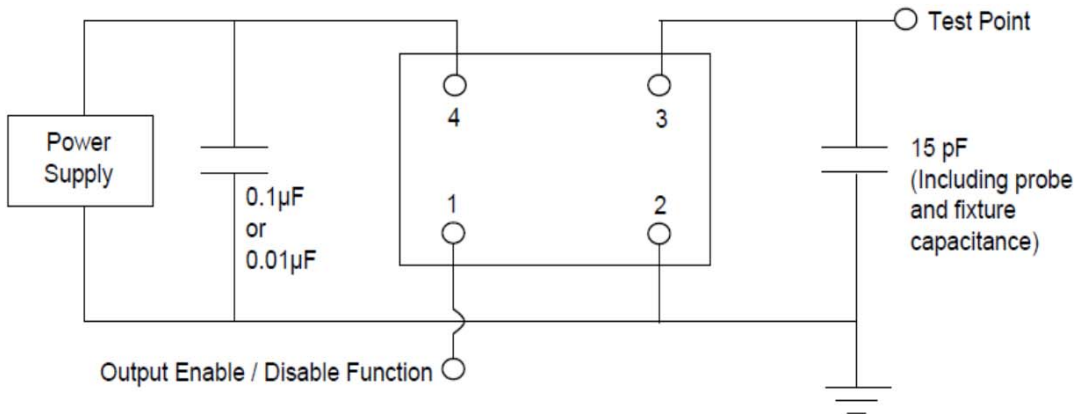 Test Point
4
3
Power
Supply
0.1µF
or
0.01µF
1
2
15 pF
(Including probe
and fixture
capacitance)
Output Enable / Disable Function